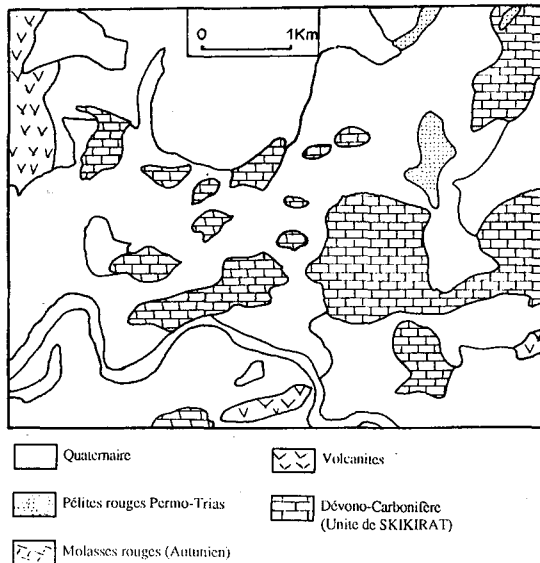 0 1Km
Quaternaire
Volcanites
Pélites rouges Permo-Trias
Dévono-Carbonifère
(Unite de SKIKIRAT)
Molasses rouges (Autunien)